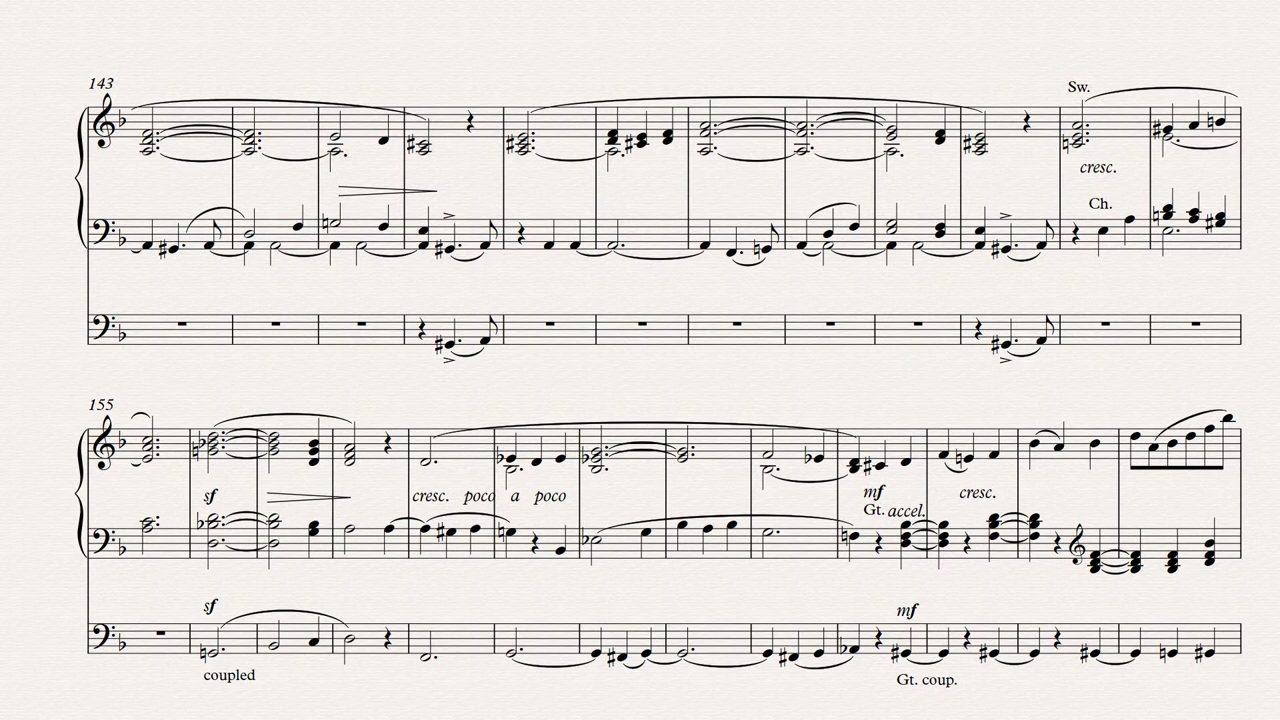 143
Sw.
cresc.
Ch.
155
sf
cresc. poco a poco
mf
cresc.
Gt. accel.
sf
mf
coupled
Gt. coup.